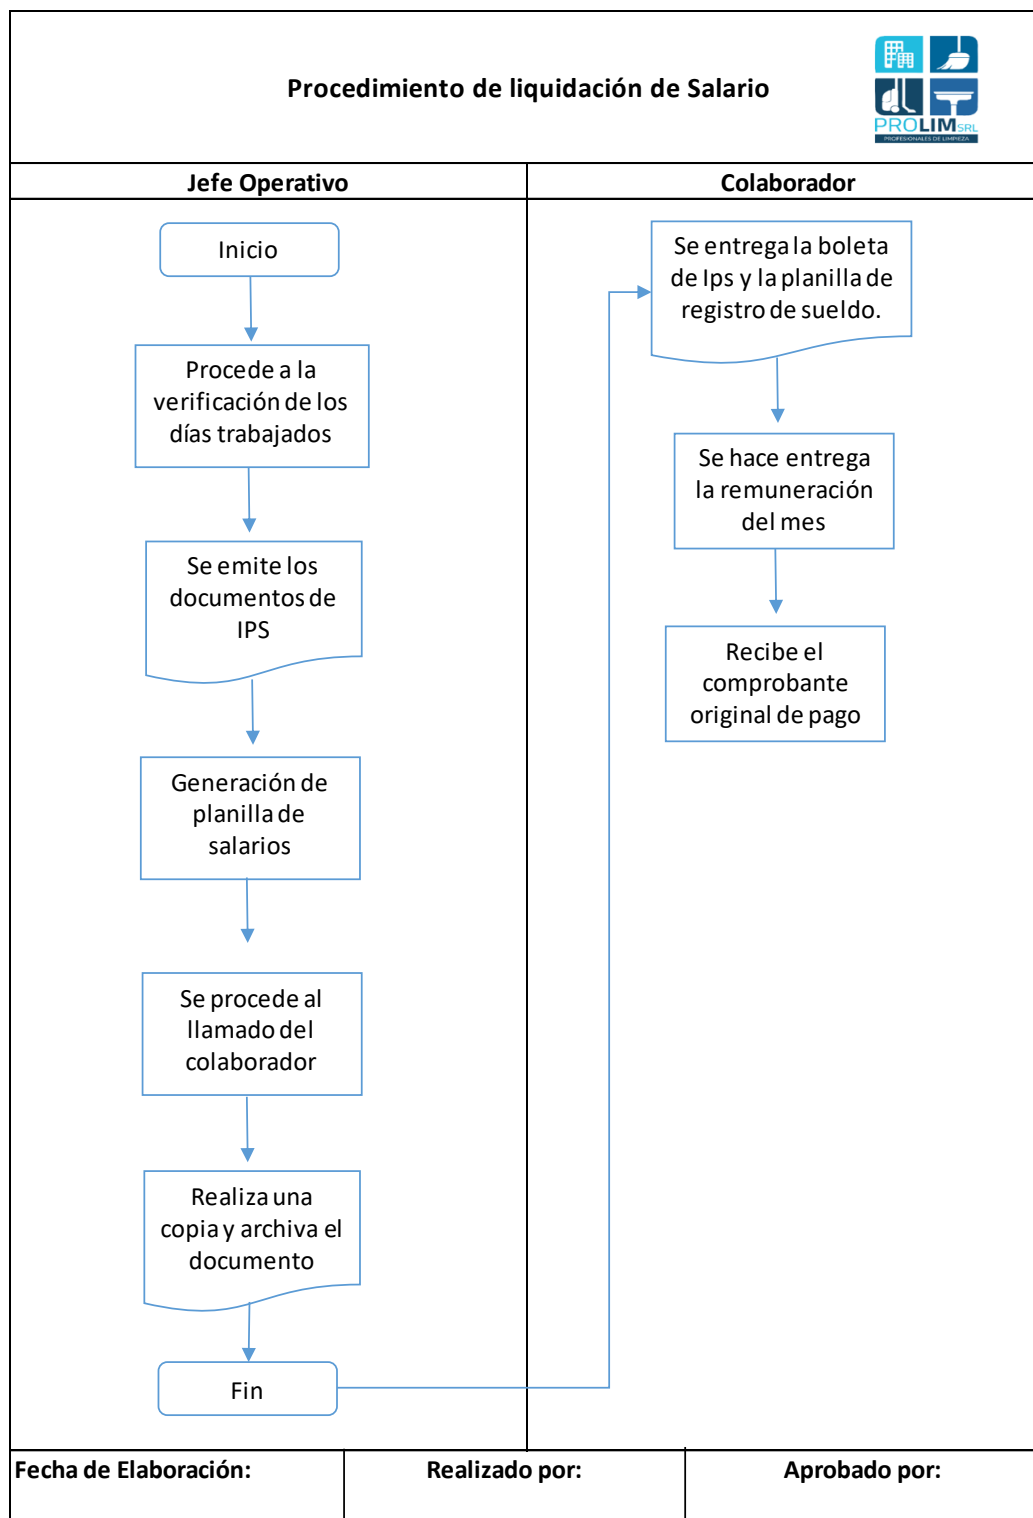 Procedimiento de liquidación de Salario
PROLIM SRL
PROFESIONALES DE LIMPIEZA
Jefe Operativo
Colaborador
Inicio
Procede a la
verificación de los
días trabajados
Se emite los
documentos de
IPS
Generación de
planilla de
salarios
Se procede al
llamado del
colaborador
Realiza una
copia y archiva el
documento
Fin
Se entrega la boleta
de Ips y la planilla de
registro de sueldo.
Se hace entrega
la remuneración
del mes
Recibe el
comprobante
original de pago
Fecha de Elaboración:
Realizado por:
Aprobado por: